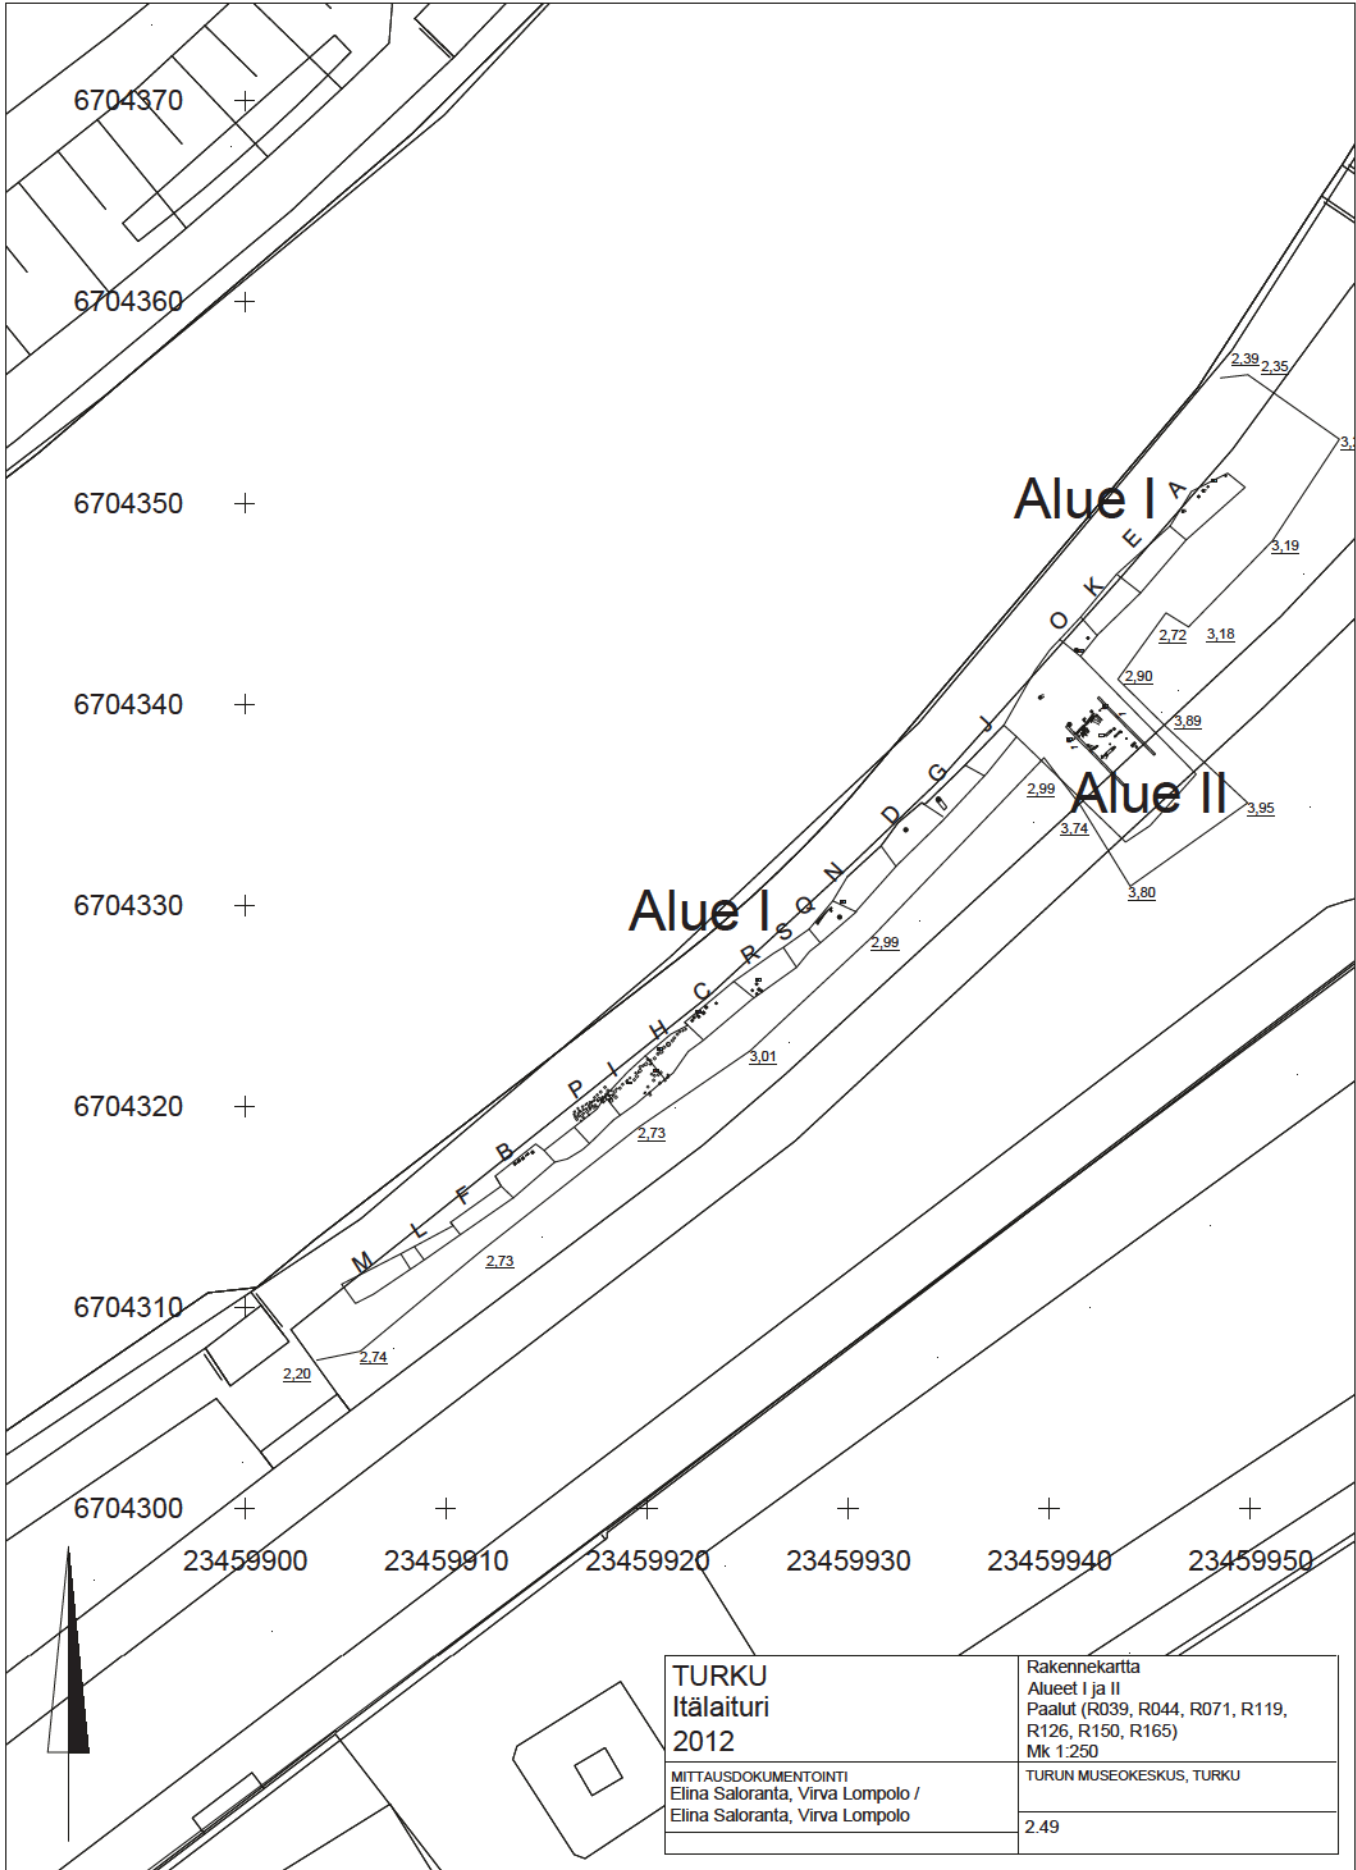 6704370
6704360
2,39 2,35
Alue I
A
6704350
E
3,19
K
O
2,72 3,18
2,90
6704340
J
3,89
G
2,99
Alue II
3,95
D
3,74
N
3,80
Alue I
Q
6704330
S
2,99
R
C
H
3,01
I
P
6704320
2,73
B
F
L
2,73
M
6704310
2,74
2,20
6704300
23459900 23459910 23459920 23459930 23459940 23459950
TURKU
Itälaituri
2012
Rakennekartta
Alueet I ja II
Paalut (R039, R044, R071, R119,
R126, R150, R165)
Mk 1:250
MITTAUSDOKUMENTOINTI
Elina Saloranta, Virva Lompolo /
Elina Saloranta, Virva Lompolo
TURUN MUSEOKESKUS, TURKU
2.49